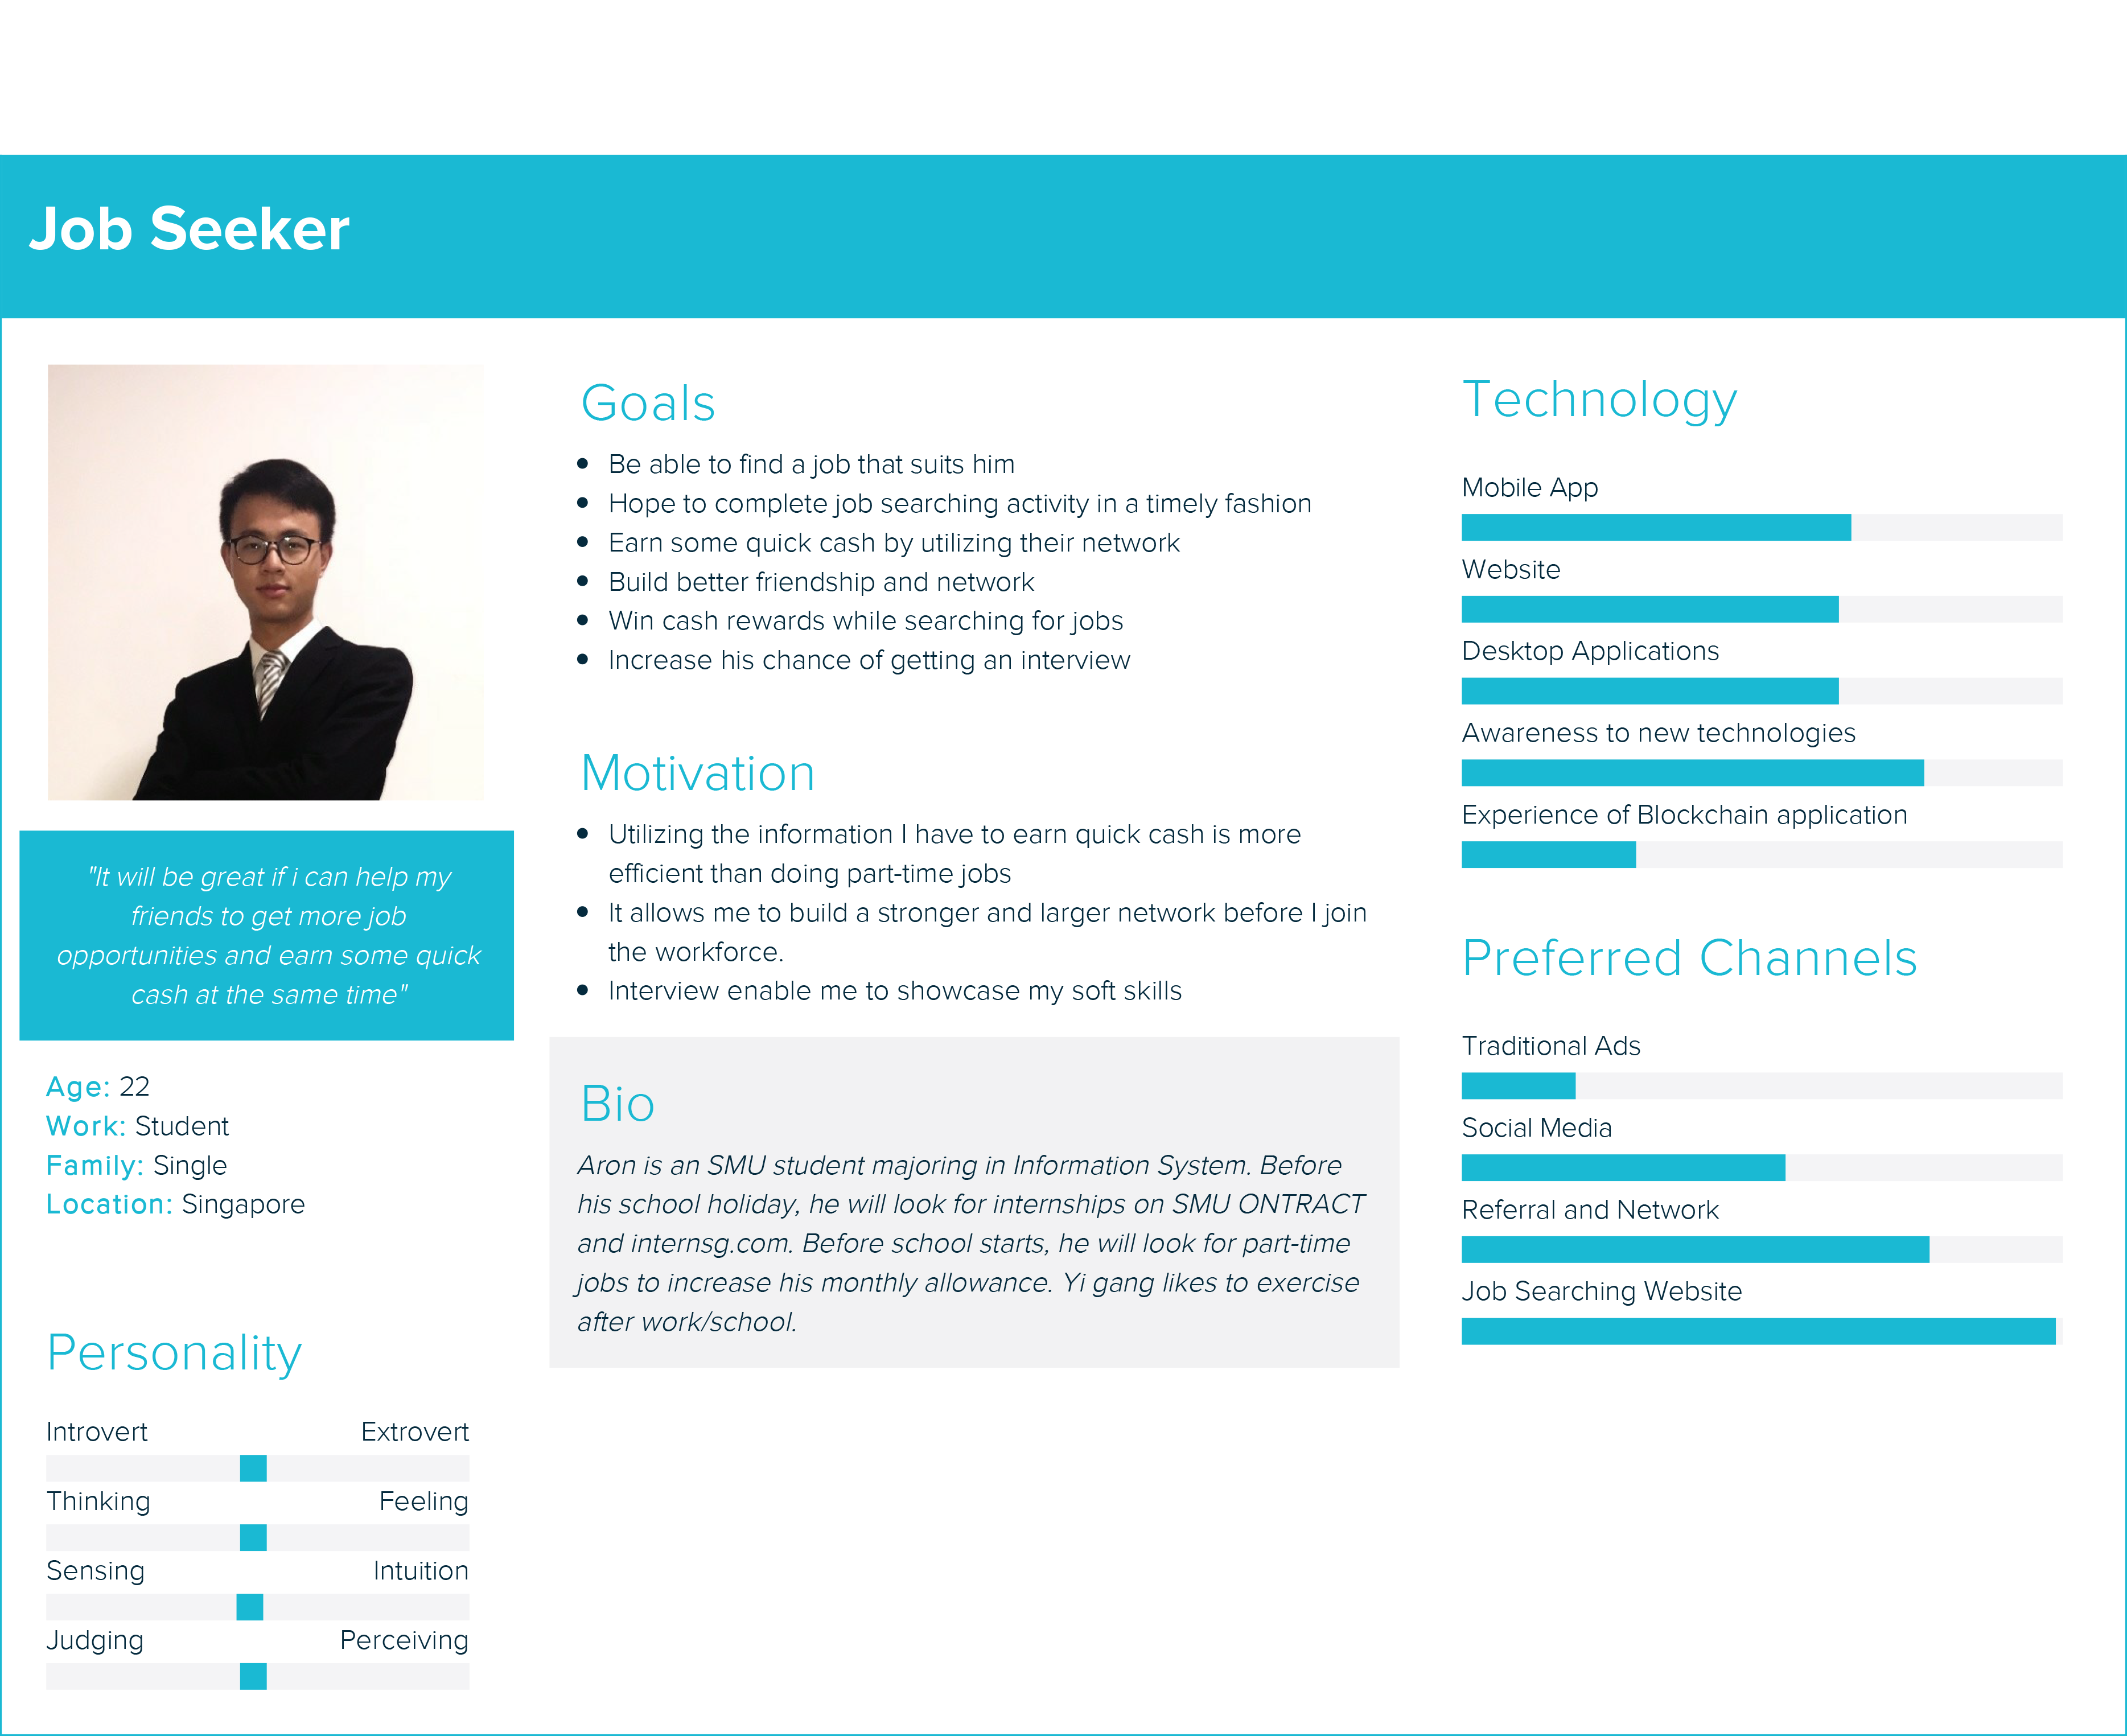 Job Seeker
"It will be great if i can help my
friends to get more job
opportunities and earn some quick
cash at the same time"
Age: 22
Work: Student
Family: Single
Location: Singapore
Personality
Introvert Extrovert
Thinking Feeling
Sensing Intuition
Judging Perceiving
Goals
• Be able to find a job that suits him
• Hope to complete job searching activity in a timely fashion
• Earn some quick cash by utilizing their network
• Build better friendship and network
• Win cash rewards while searching for jobs
• Increase his chance of getting an interview
Motivation
• Utilizing the information I have to earn quick cash is more
efficient than doing part-time jobs
• It allows me to build a stronger and larger network before I join
the workforce.
• Interview enable me to showcase my soft skills
Bio
Aron is an SMU student majoring in Information System. Before
his school holiday, he will look for internships on SMU ONTRACT
and internsg.com. Before school starts, he will look for part-time
jobs to increase his monthly allowance. Yi gang likes to exercise
after work/school.
Technology
Mobile App
Website
Desktop Applications
Awareness to new technologies
Experience of Blockchain application
Preferred Channels
Traditional Ads
Social Media
Referral and Network
Job Searching Website